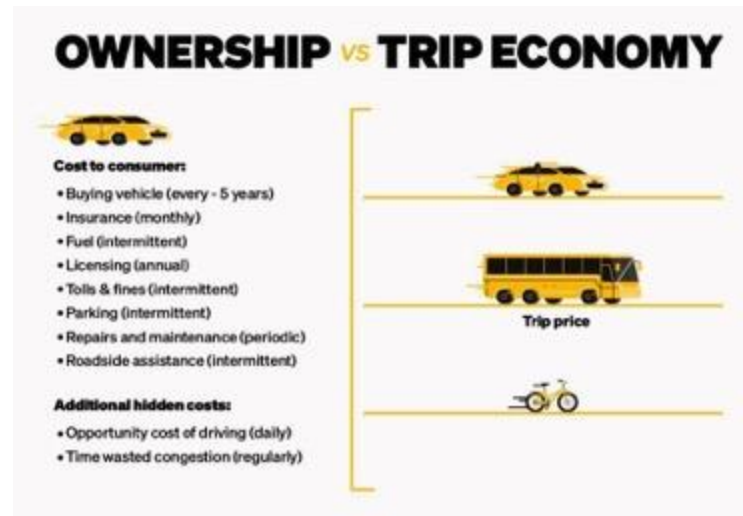 OWNERSHIP vs TRIP ECONOMY
Cost to consumer:
• Buying vehicle (every - 5 years)
• Insurance (monthly)
• Fuel (intermittent)
• Licensing (annual)
• Tolls & fines (intermittent)
• Parking (intermittent)
• Repairs and maintenance (periodic)
• Roadside assistance (intermittent)
Additional hidden costs:
• Opportunity cost of driving (daily)
• Time wasted congestion (regularly)
Trip price